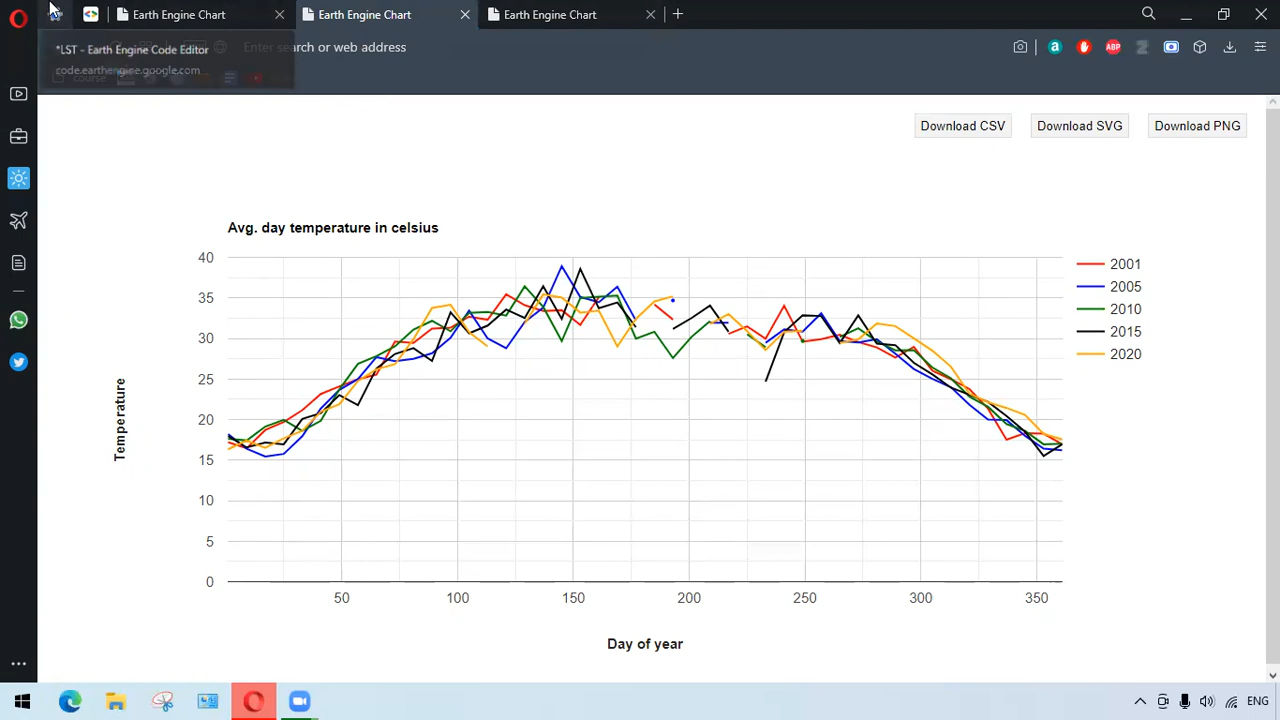 Earth Engine Chart
Earth Engine Chart
Earth Engine Chart
*LST - Earth Engine Code Editor
code.earthengine.google.com
Enter search or web address
course
ABP
Download CSV
Download SVG
Download PNG
Avg. day temperature in celsius
40
35
30
25
20
15
10
5
0
Temperature
50
100
150
200
250
300
350
Day of year
2001
2005
2010
2015
2020
ENG